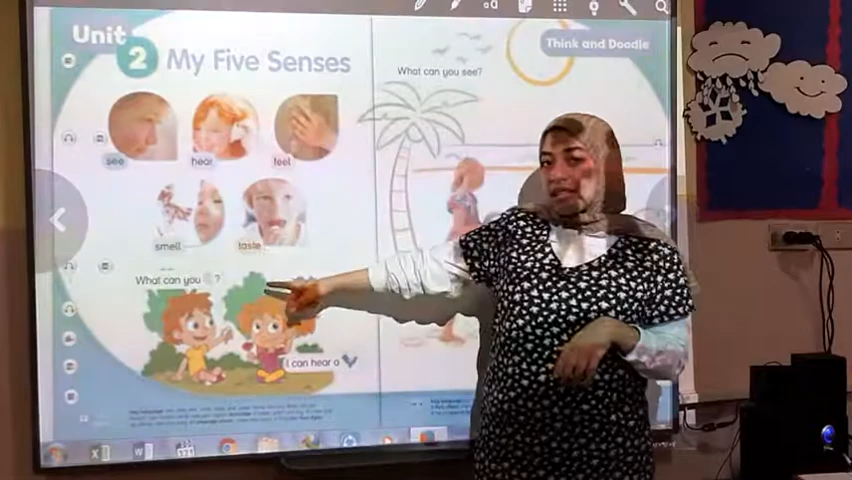 Unit
2
My Five Senses
see
hear
feel
smell
taste
What can you ?
I can hear a
Think and Doodle
What can you see?